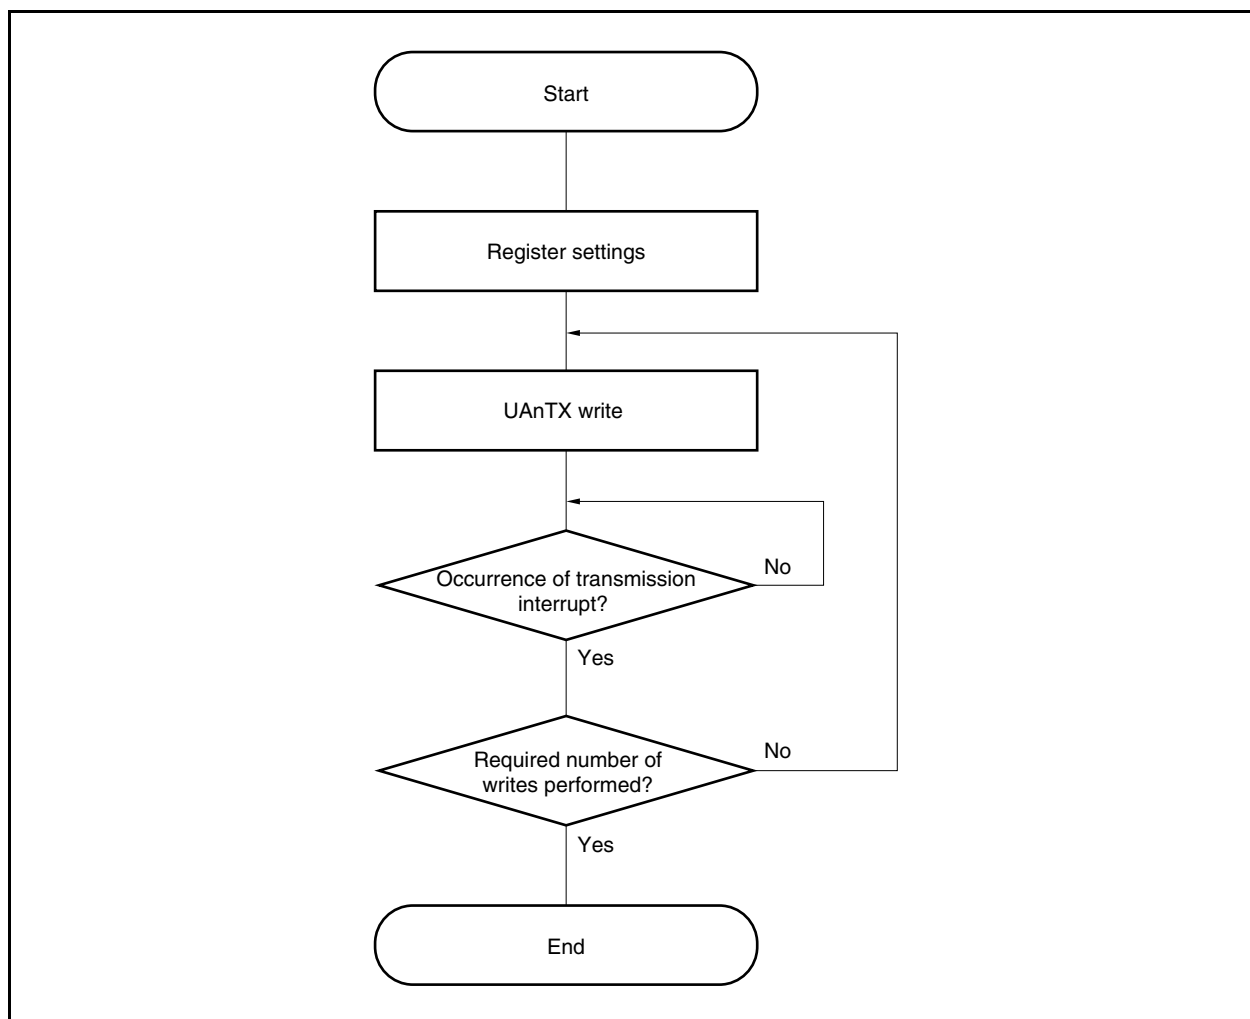 Start
Register settings
UAnTX write
Occurrence of transmission
interrupt?
No
Yes
Required number of
writes performed?
No
Yes
End